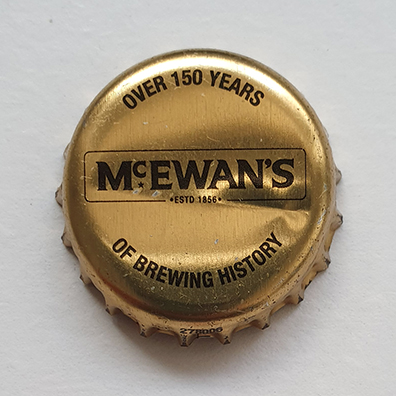 OVER 150 YEARS
McEWAN'S
•ESTD 1856•
OF BREWING HISTORY